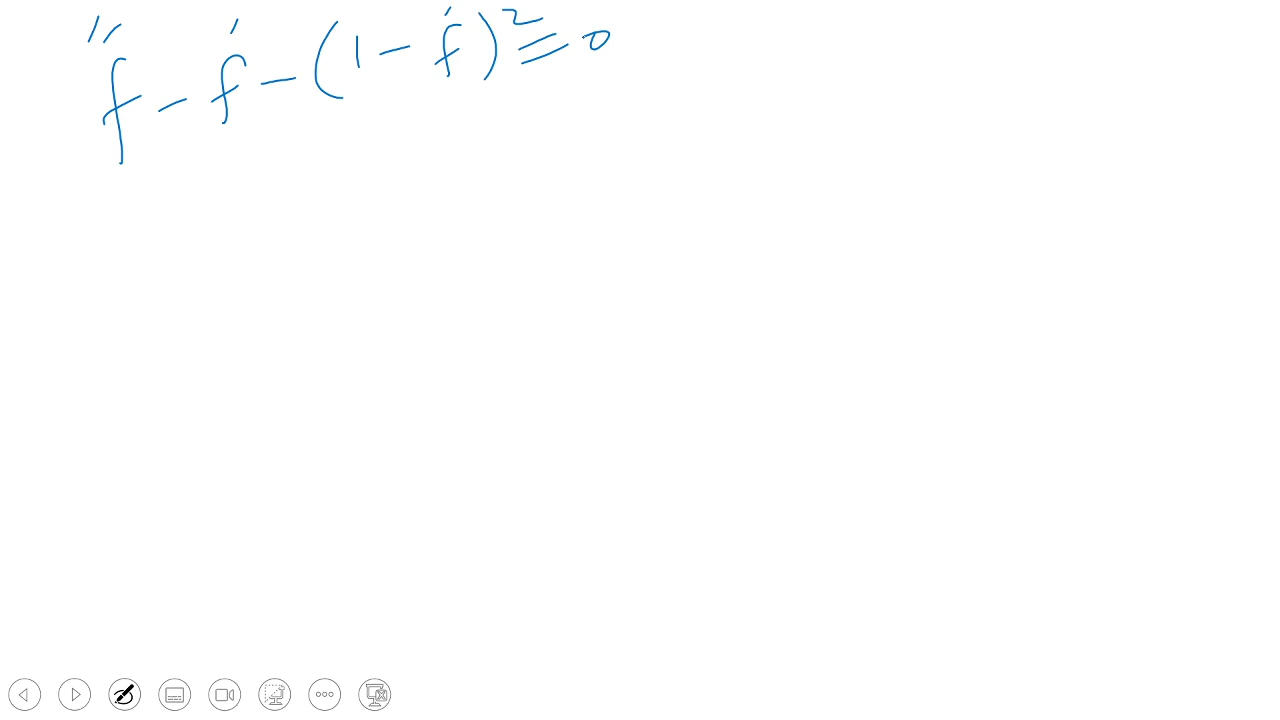 f'' - f' - (1 - f')² = 0